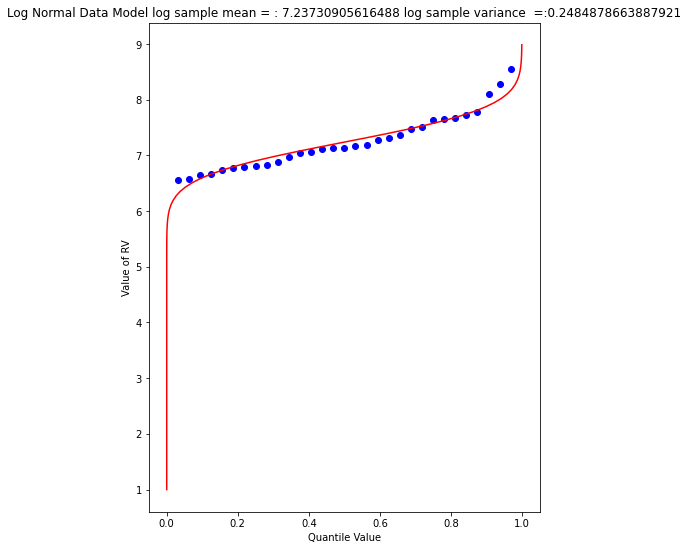 Log Normal Data Model log sample mean = : 7.23730905616488 log sample variance  =:0.2484878663887921
9
8
7
6
5
4
3
2
1
Value of RV
0.0 0.2 0.4 0.6 0.8 1.0
Quantile Value